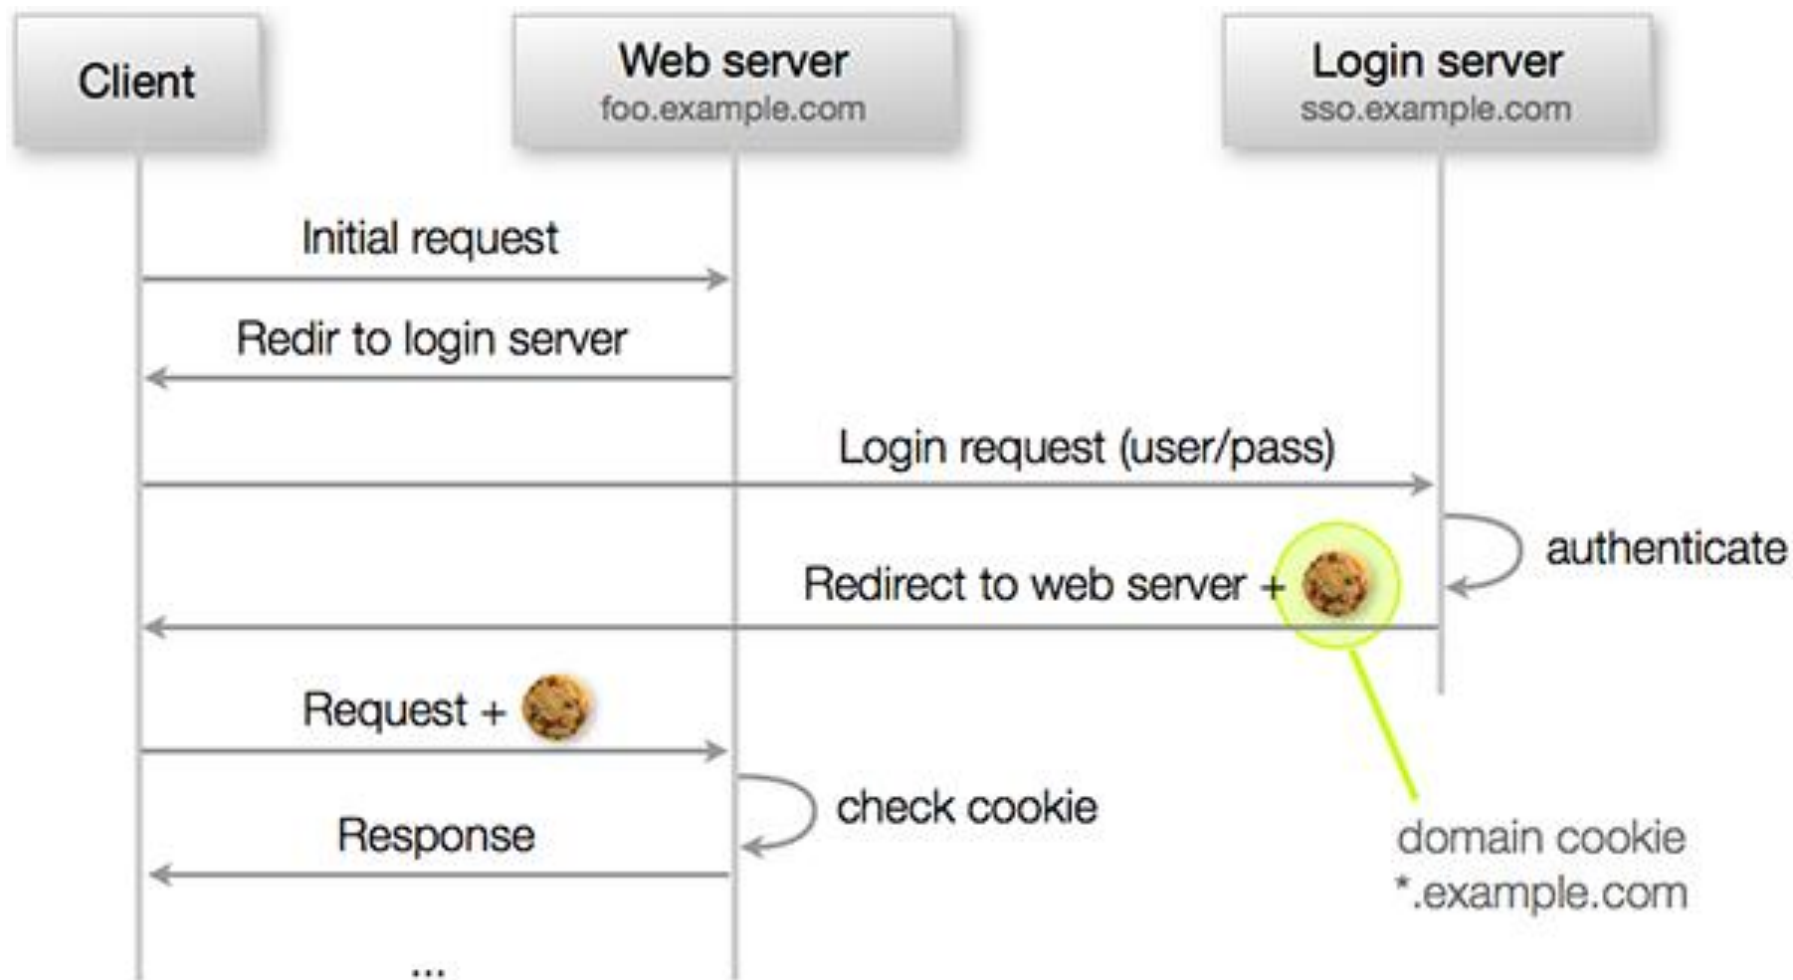 Client
Web server
foo.example.com
Login server
sso.example.com
Initial request
Redir to login server
Login request (user/pass)
authenticate
Redirect to web server +
Request +
check cookie
Response
domain cookie
*.example.com
...